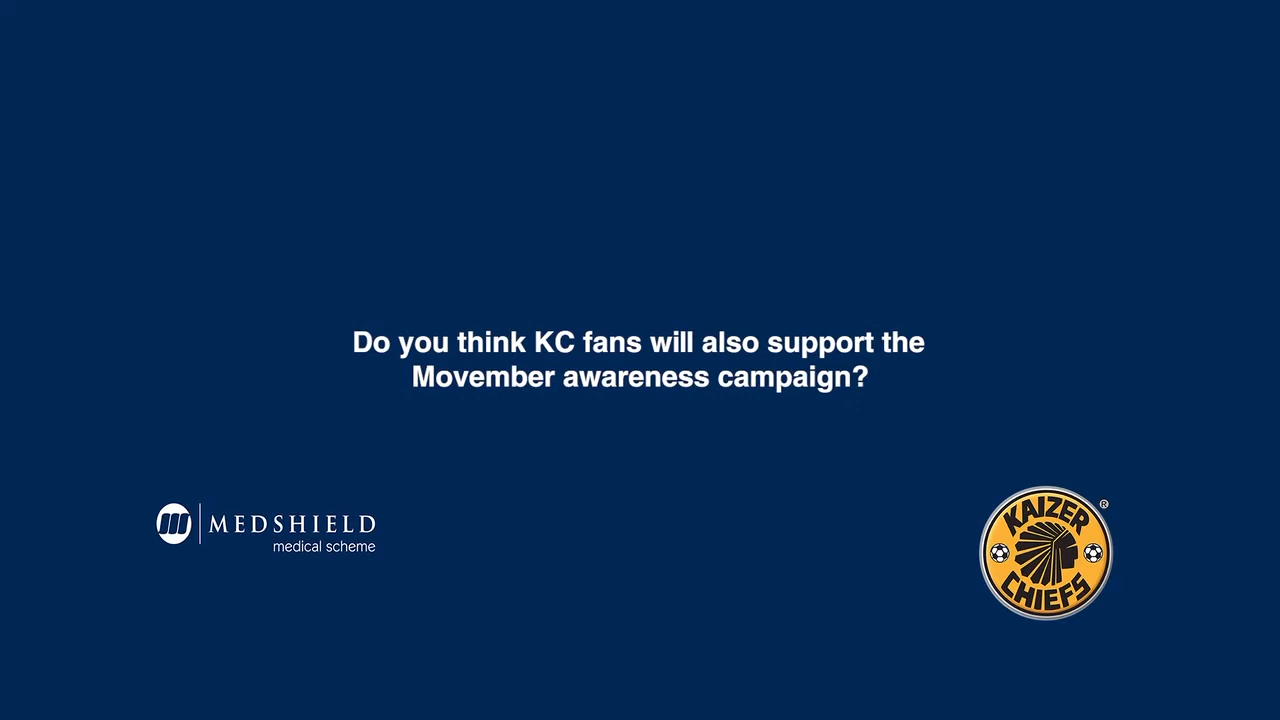 Do you think KC fans will also support the
Movember awareness campaign?
MEDSHIELD
medical scheme
KAIZER
CHIEFS
®